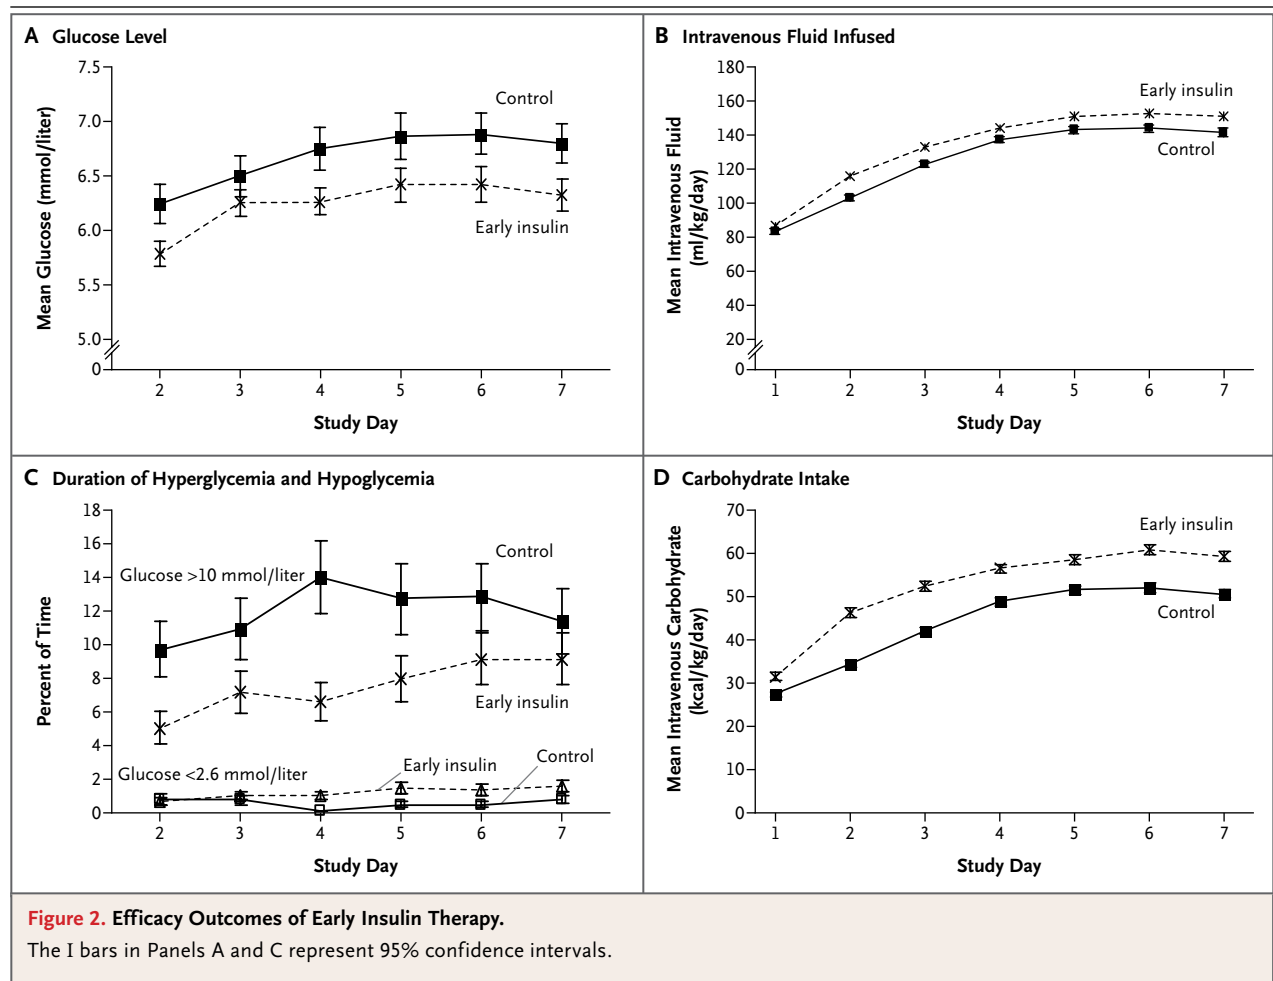 A Glucose Level
7.5
7.0
6.5
6.0
5.5
5.0
0
Mean Glucose (mmol/liter)
Control
Early insulin
2 3 4 5 6 7
Study Day
B Intravenous Fluid Infused
180
160
140
120
100
80
60
40
20
0
Mean Intravenous Fluid
(ml/kg/day)
Early insulin
Control
1 2 3 4 5 6 7
Study Day
C Duration of Hyperglycemia and Hypoglycemia
18
16
14
12
10
8
6
4
2
0
Percent of Time
Glucose >10 mmol/liter
Control
Early insulin
Glucose <2.6 mmol/liter
Early insulin
Control
2 3 4 5 6 7
Study Day
D Carbohydrate Intake
70
60
50
40
30
20
10
0
Mean Intravenous Carbohydrate
(kcal/kg/day)
Early insulin
Control
1 2 3 4 5 6 7
Study Day
Figure 2. Efficacy Outcomes of Early Insulin Therapy.
The I bars in Panels A and C represent 95% confidence intervals.